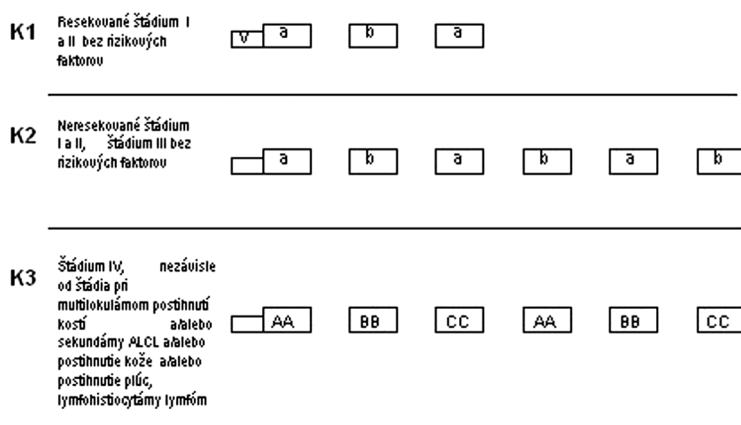 K1
Resekované štádium I
a II bez rizikových
faktorov
V a b a
K2
Neresekované štádium
I a II, štádium III bez
rizikových faktorov
a b a b a b
K3
Štádium IV, nezávisle
od štádia pri
multilokulárnom postihnutí
kostí a/alebo
sekundárny ALCL a/alebo
postihnutie kože a/alebo
postihnutie pľúc,
lymfohistiocytárny lymfóm
AA BB CC AA BB CC